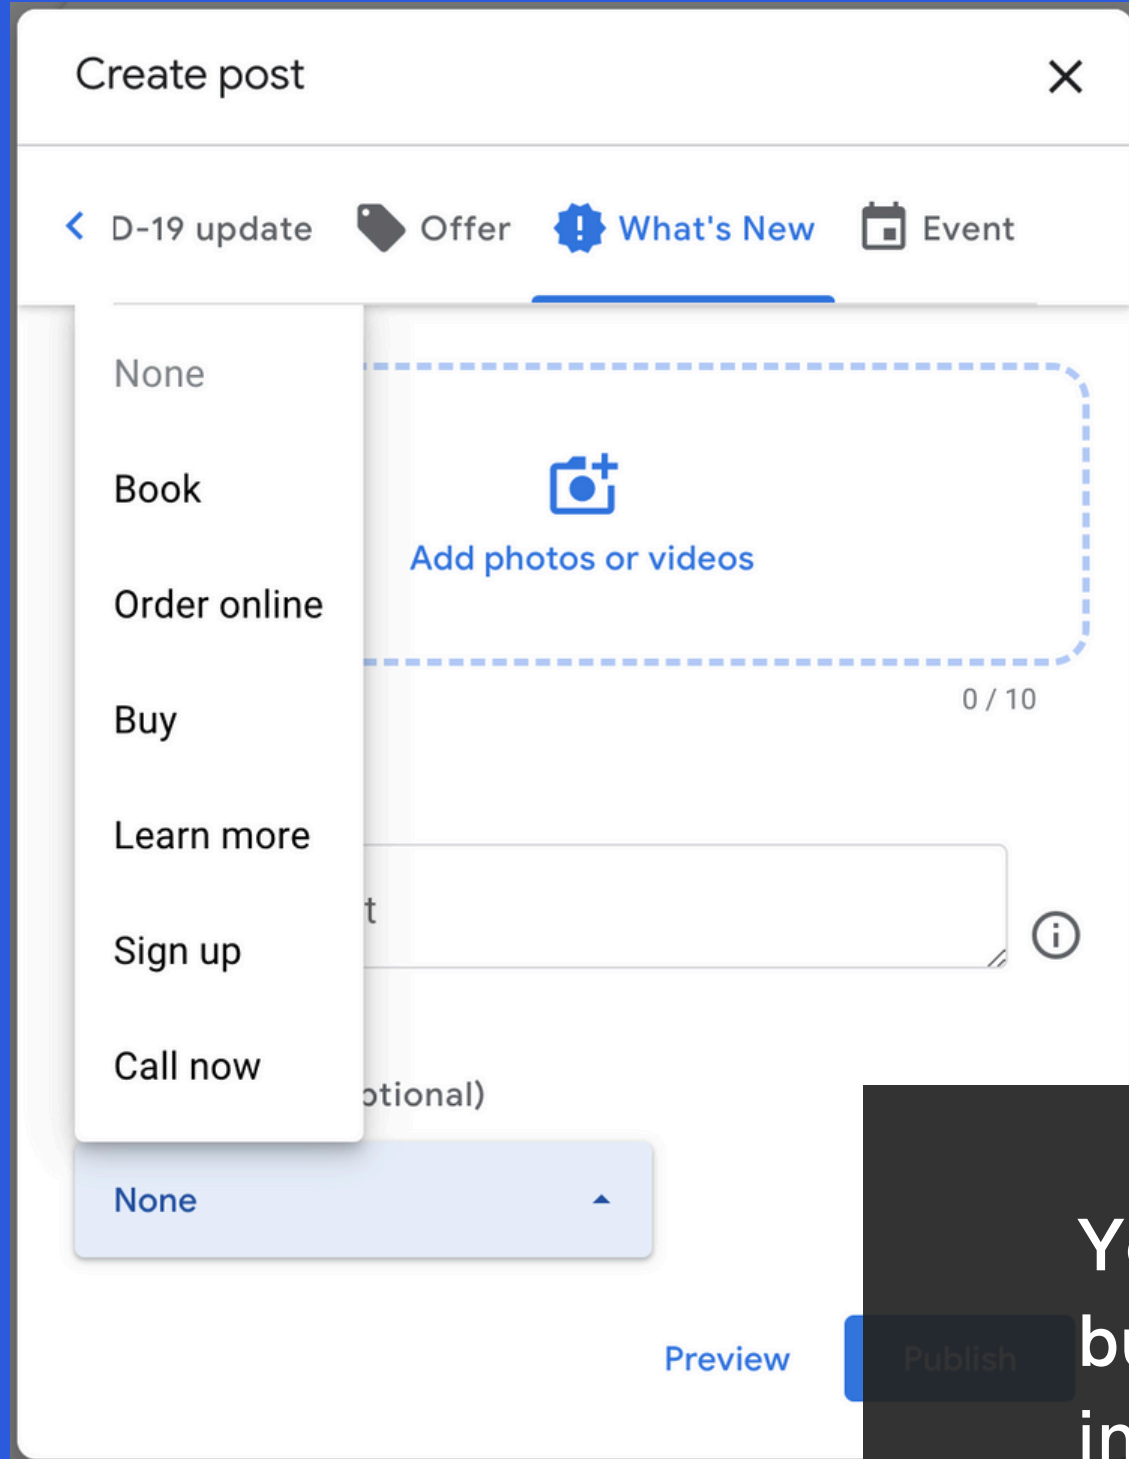 Create post
D-19 update
Offer
What's New
Event
None
Book
Order online
Buy
Learn more
Sign up
Call now
Add photos or videos
0 / 10
t
ptional)
None
Preview
Publish